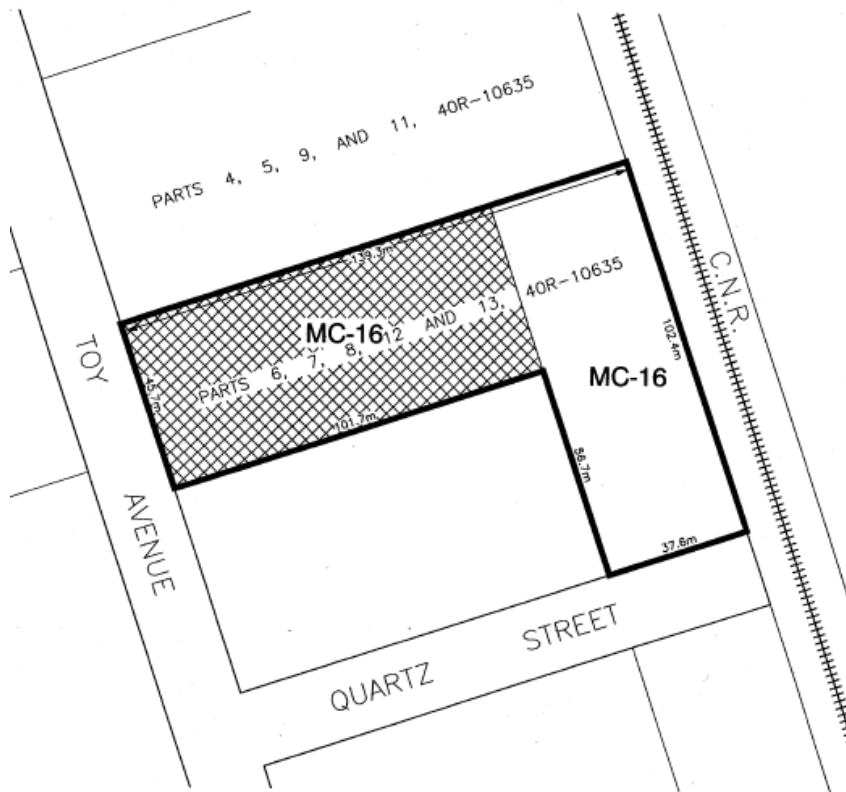 PARTS 4, 5, 9, AND 11, 40R-10635
139.3m
C.N.R.
MC-16
PARTS 6, 7, 8, 12 AND 13, 40R-10635
TOY
45.7m
102.4m
MC-16
101.7m
56.7m
AVENUE
37.6m
QUARTZ STREET